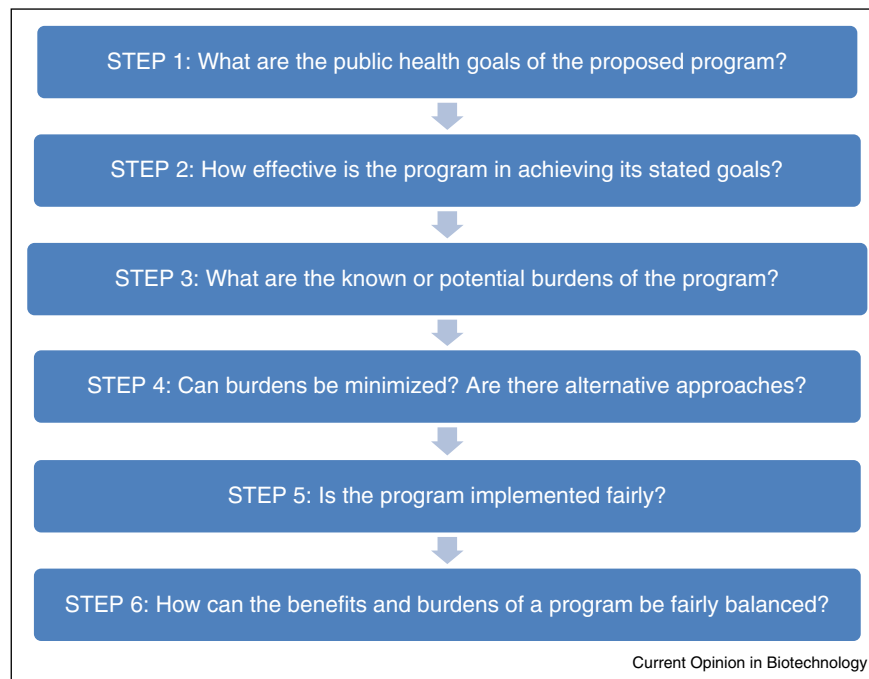 STEP 1: What are the public health goals of the proposed program?
STEP 2: How effective is the program in achieving its stated goals?
STEP 3: What are the known or potential burdens of the program?
STEP 4: Can burdens be minimized? Are there alternative approaches?
STEP 5: Is the program implemented fairly?
STEP 6: How can the benefits and burdens of a program be fairly balanced?
Current Opinion in Biotechnology